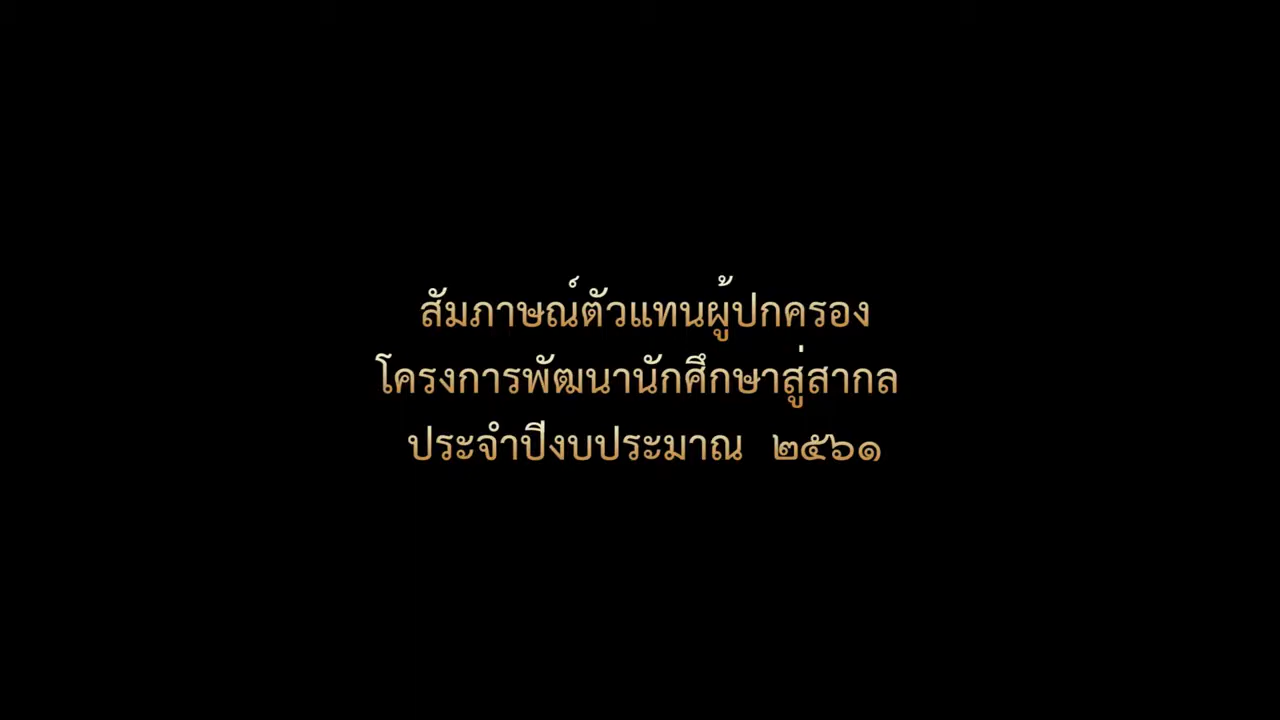 สัมภาษณ์ตัวแทนผู้ปกครอง
โครงการพัฒนานักศึกษาสู่สากล
ประจำปีงบประมาณ ๒๕๖๑